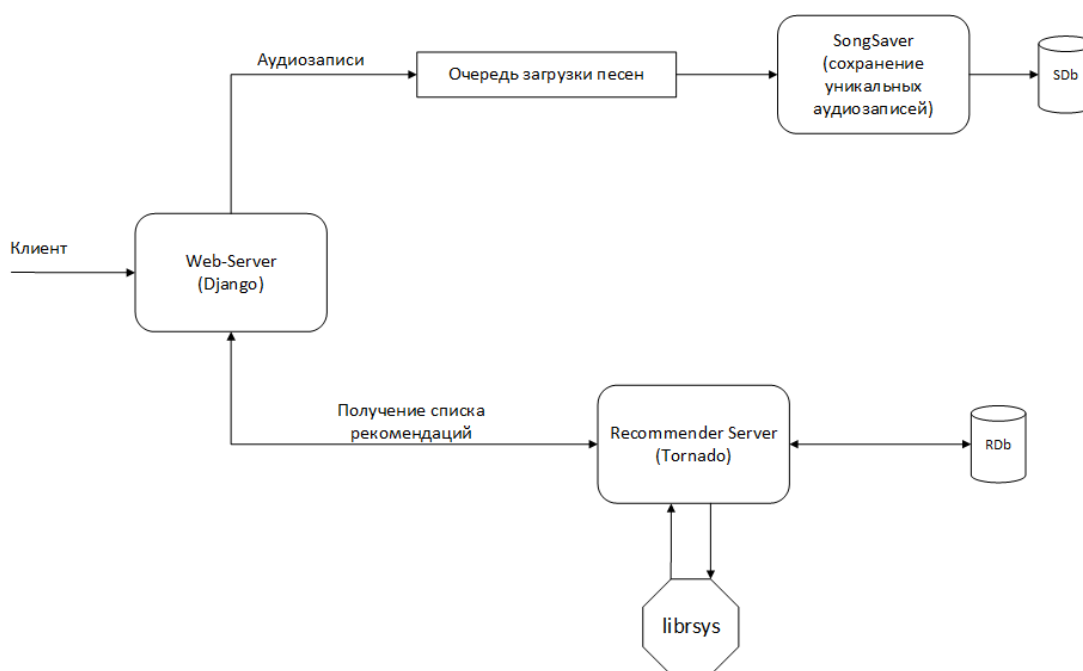 Аудиозаписи
Очередь загрузки песен
SongSaver
(сохранение
уникальных
аудиозаписей)
SDb
Клиент
Web-Server
(Django)
Получение списка
рекомендаций
Recommender Server
(Tornado)
RDb
librsys